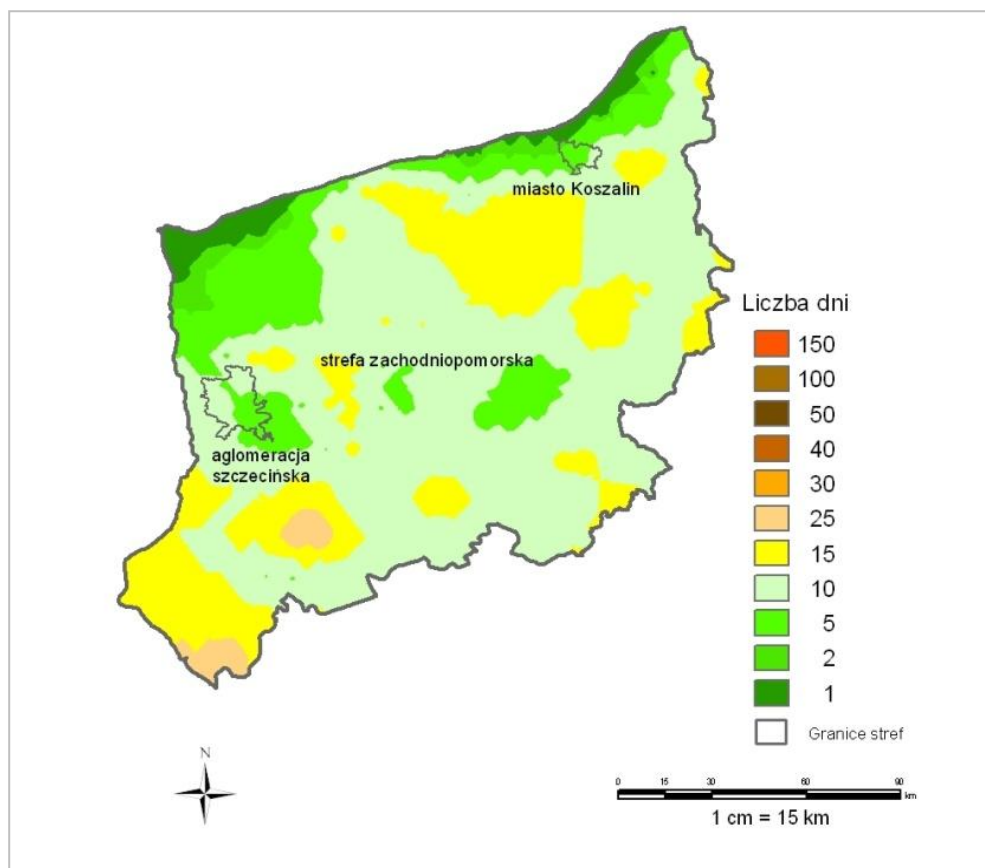 miasto Koszalin
strefa zachodniopomorska
aglomeracja
szczecińska
Liczba dni
150
100
50
40
30
25
15
10
5
2
1
Granice stref
N
0 15 30 60 90
km
1 cm = 15 km